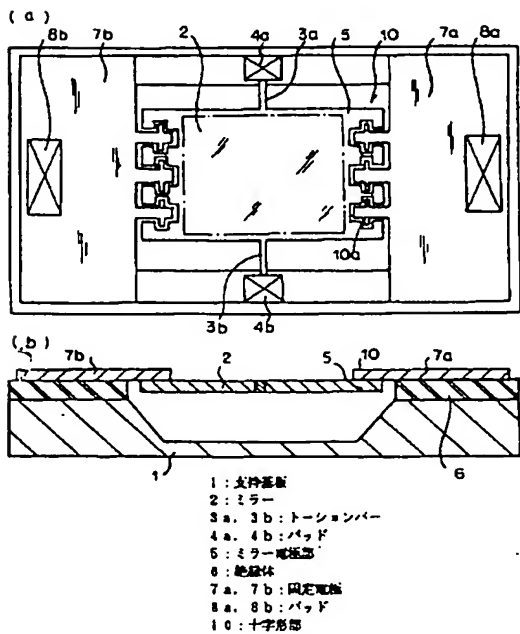 (a)
8b 7b 2 4a 3a 5 10 7a
8a
10a
3b 4b
(b)
7b 2 5 10 7a
1 6
1：支持基板
2：ミラー
3a．3b：トーションバー
4a．4b：パッド
5：ミラー電極部
6：絶縁体
7a．7b：固定電極
8a．8b：パッド
10：十字形部